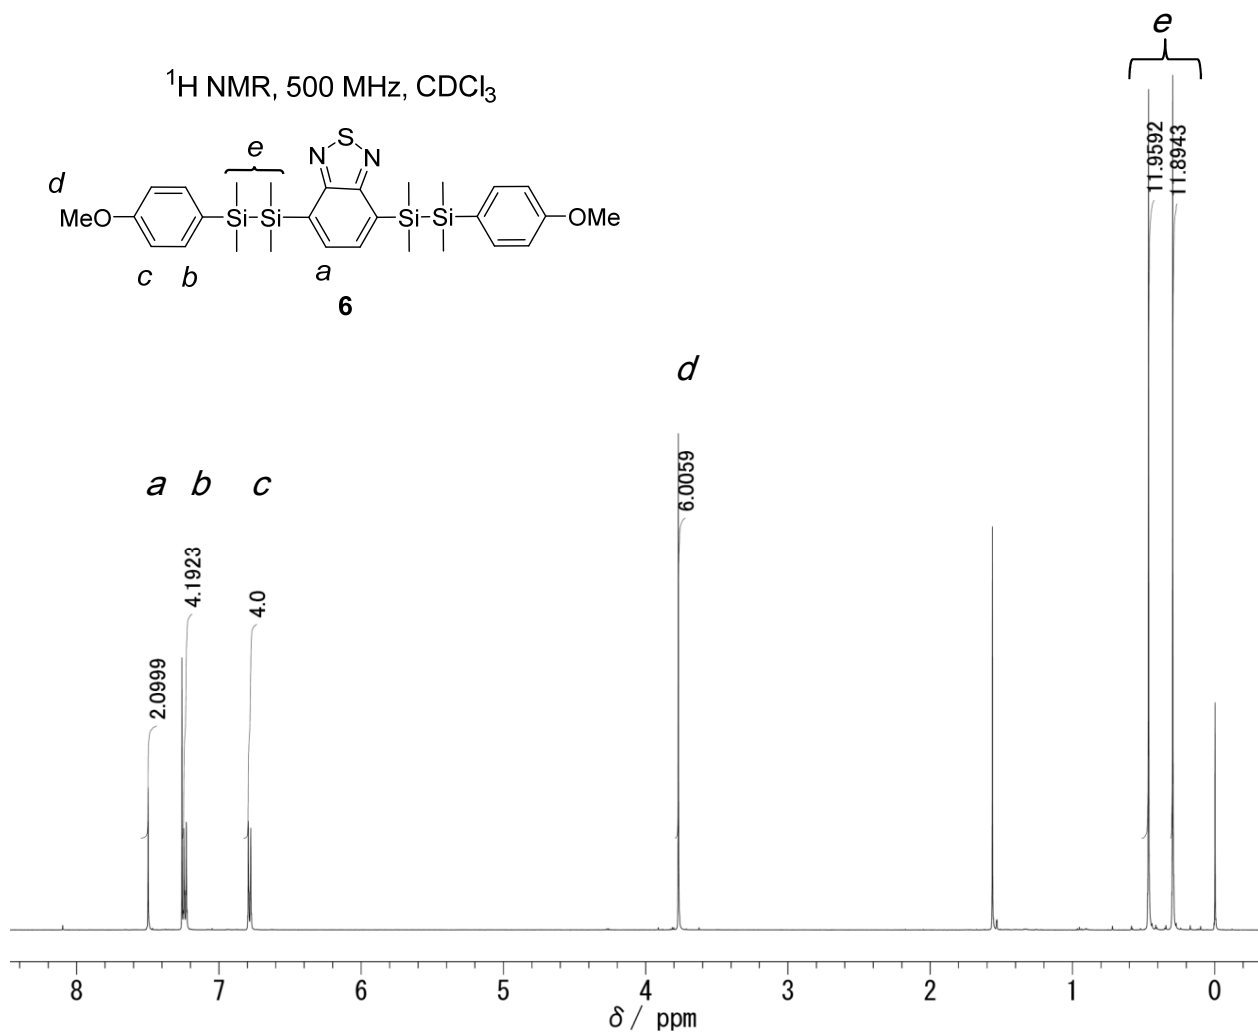 e
¹H NMR, 500 MHz, CDCl₃
11.9592
11.8943
S
N N
e
d
MeO Si Si Si Si OMe
c b a
6
d
a b c
6.0059
4.1923
4.0
2.0999
8 7 6 5 4 3 2 1 0
δ / ppm